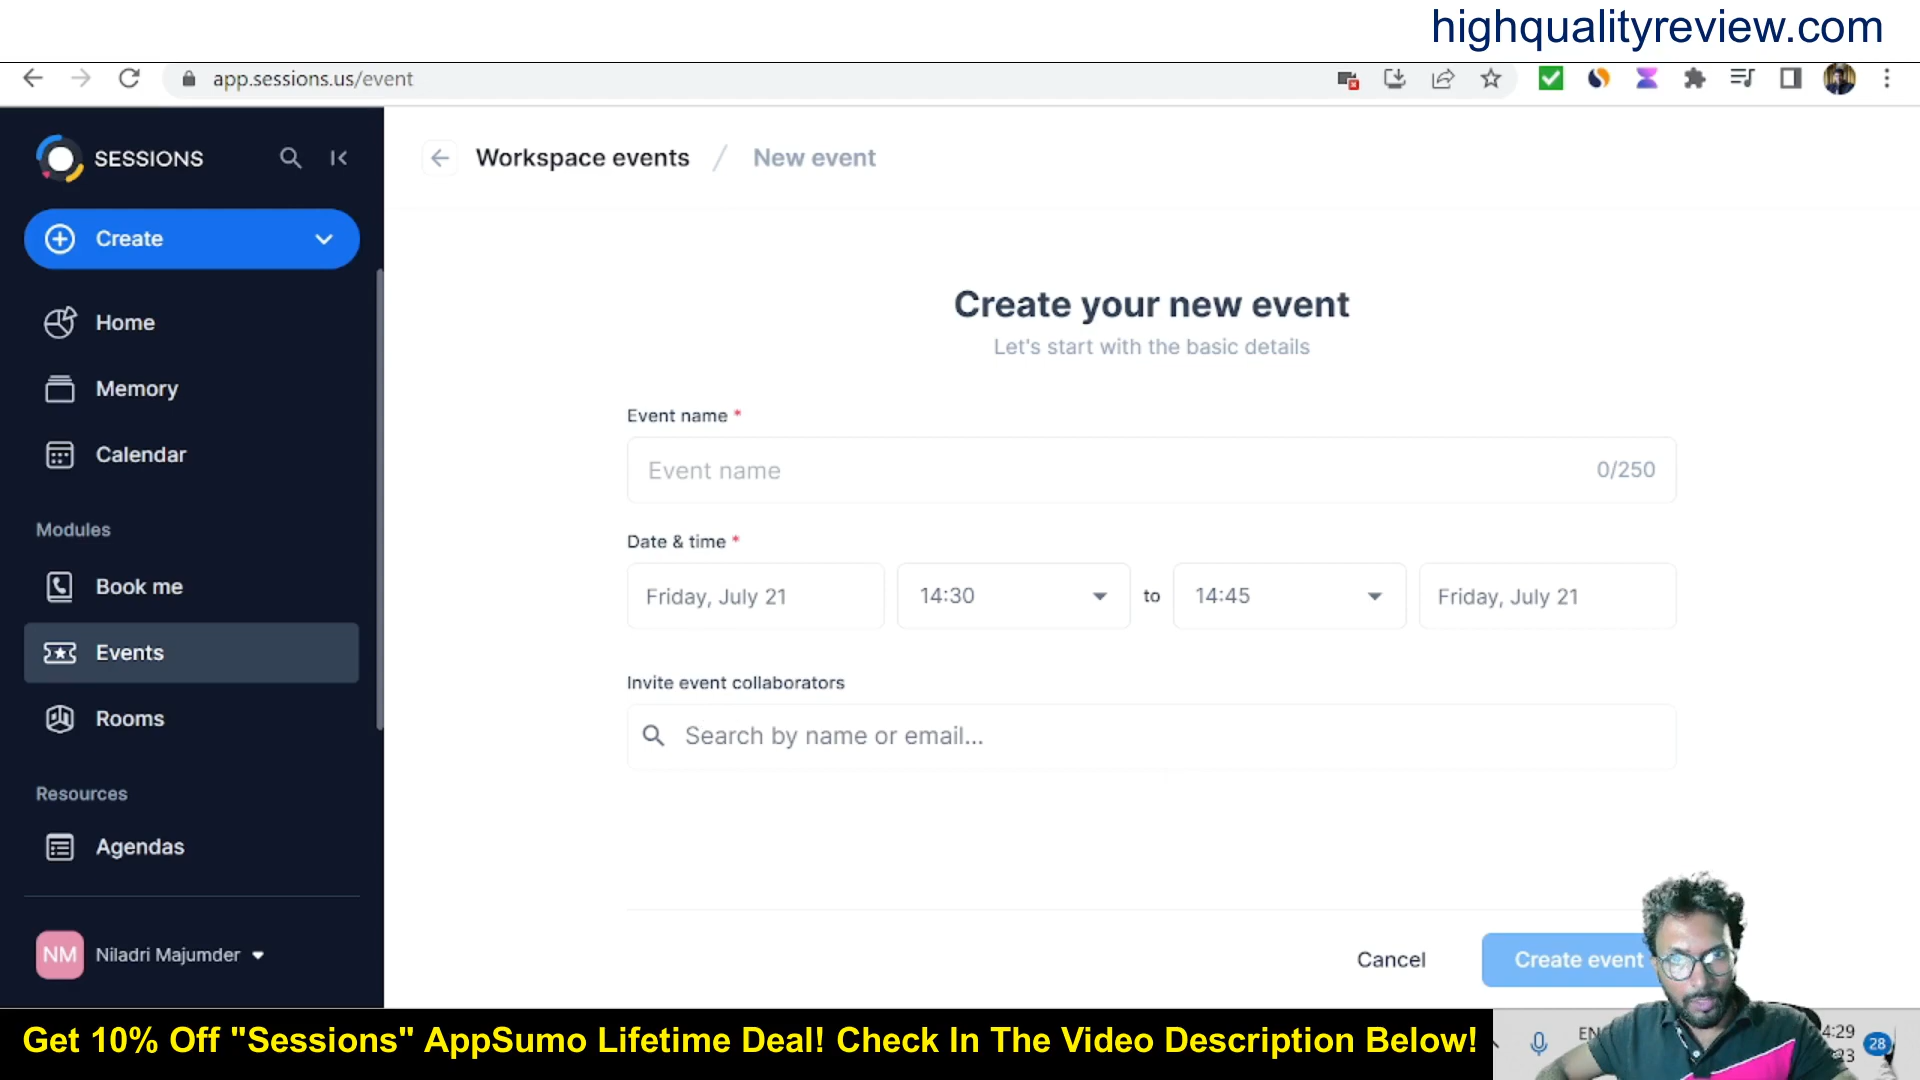 highqualityreview.com
app.sessions.us/event
SESSIONS
Workspace events / New event
Create
Home
Memory
Calendar
Modules
Book me
Events
Rooms
Resources
Agendas
NM Niladri Majumder
Create your new event
Let's start with the basic details
Event name *
Event name 0/250
Date & time *
Friday, July 21 14:30 to 14:45 Friday, July 21
Invite event collaborators
Search by name or email...
Cancel Create event
Get 10% Off "Sessions" AppSumo Lifetime Deal! Check In The Video Description Below!
4:29
28